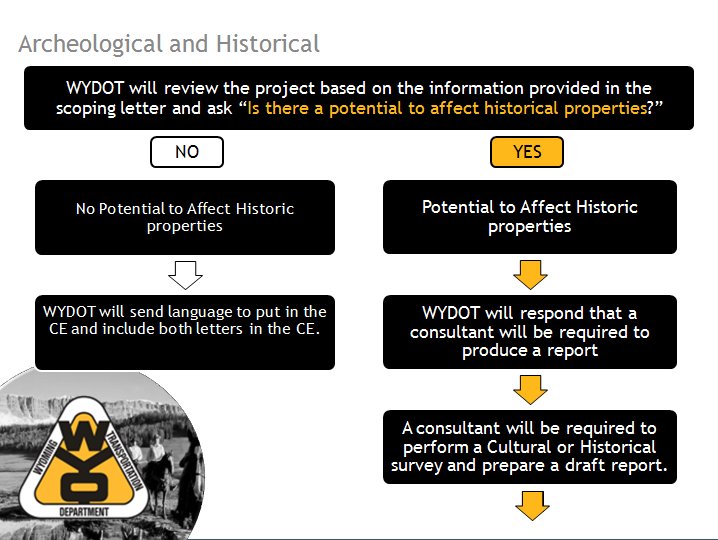 Archeological and Historical
WYDOT will review the project based on the information provided in the
scoping letter and ask “Is there a potential to affect historical properties?”
NO
YES
No Potential to Affect Historic
properties
Potential to Affect Historic
properties
WYDOT will send language to put in the
CE and include both letters in the CE.
WYDOT will respond that a
consultant will be required to
produce a report
A consultant will be required to
perform a Cultural or Historical
survey and prepare a draft report.
WYOMING
TRANSPORTATION
DEPARTMENT
WYO